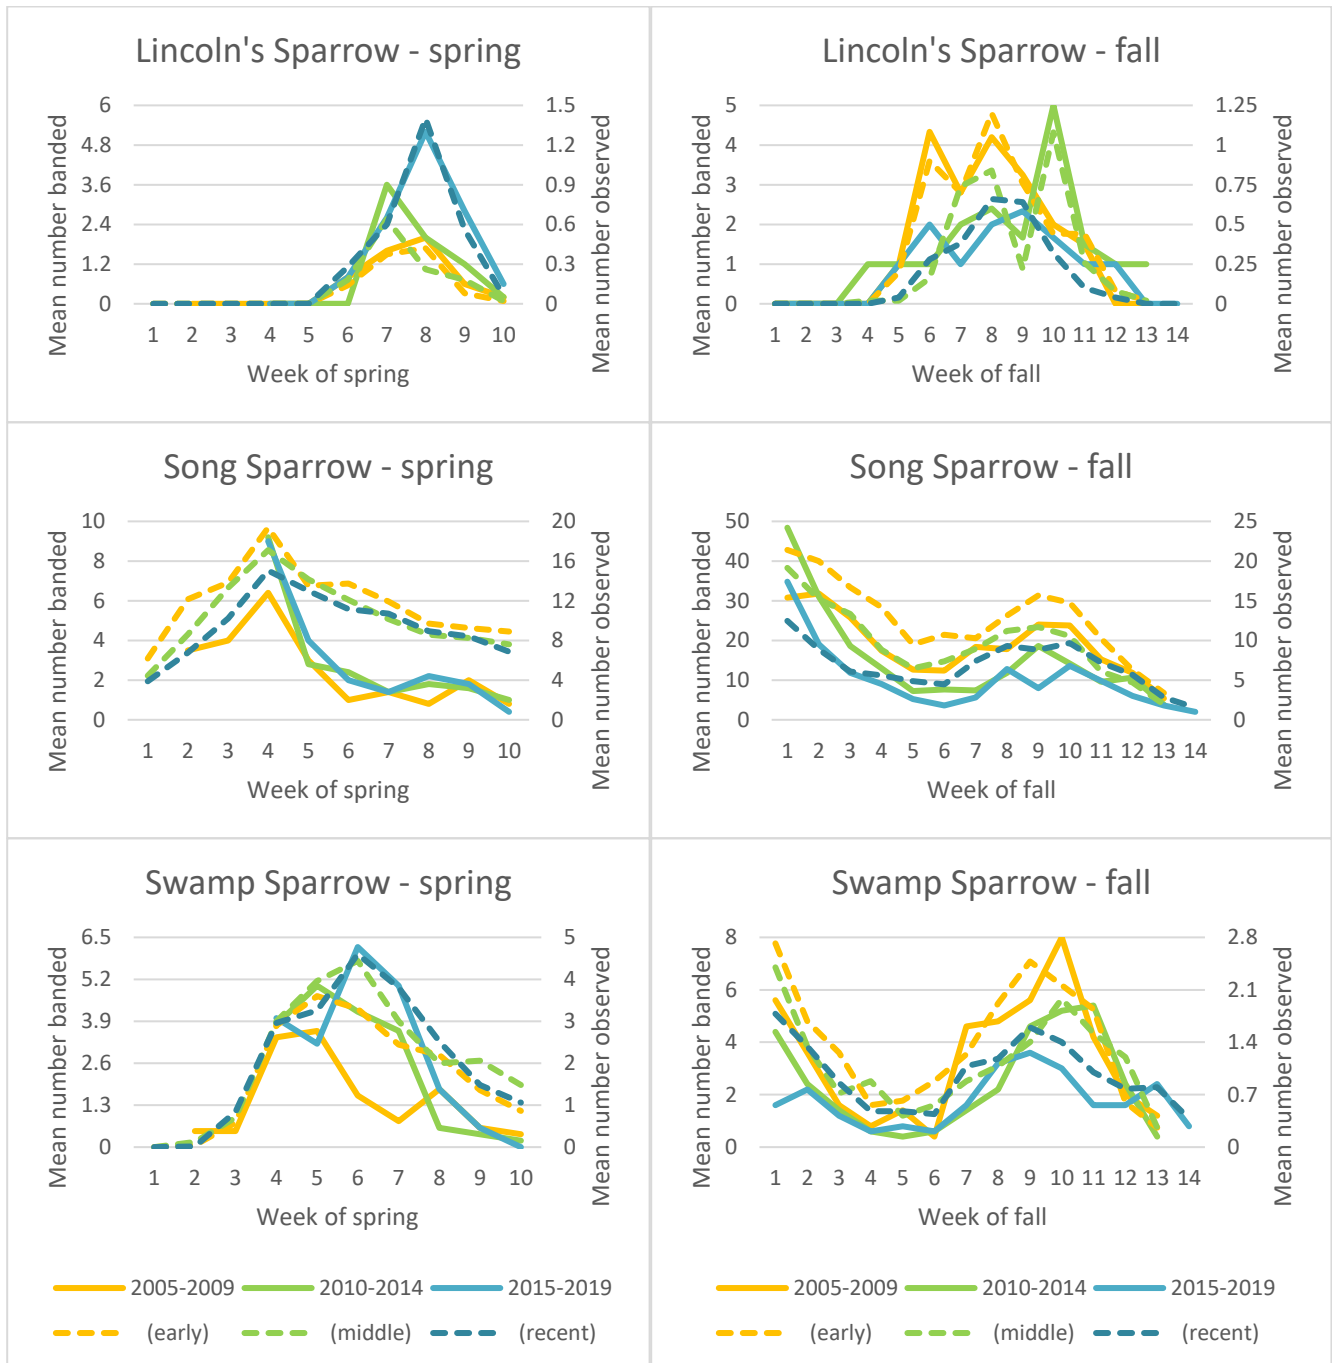 Lincoln's Sparrow - spring
Mean number banded
6
4.8
3.6
2.4
1.2
0
1.5
1.2
0.9
0.6
0.3
0
Mean number observed
1 2 3 4 5 6 7 8 9 10
Week of spring
Lincoln's Sparrow - fall
Mean number banded
5
4
3
2
1
0
1.25
1
0.75
0.5
0.25
0
Mean number observed
1 2 3 4 5 6 7 8 9 10 11 12 13 14
Week of fall
Song Sparrow - spring
Mean number banded
10
8
6
4
2
0
20
16
12
8
4
0
Mean number observed
1 2 3 4 5 6 7 8 9 10
Week of spring
Song Sparrow - fall
Mean number banded
50
40
30
20
10
0
25
20
15
10
5
0
Mean number observed
1 2 3 4 5 6 7 8 9 10 11 12 13 14
Week of fall
Swamp Sparrow - spring
Mean number banded
6.5
5.2
3.9
2.6
1.3
0
5
4
3
2
1
0
Mean number observed
1 2 3 4 5 6 7 8 9 10
Week of spring
2005-2009 2010-2014 2015-2019
(early) (middle) (recent)
Swamp Sparrow - fall
Mean number banded
8
6
4
2
0
2.8
2.1
1.4
0.7
0
Mean number observed
1 2 3 4 5 6 7 8 9 10 11 12 13 14
Week of fall
2005-2009 2010-2014 2015-2019
(early) (middle) (recent)